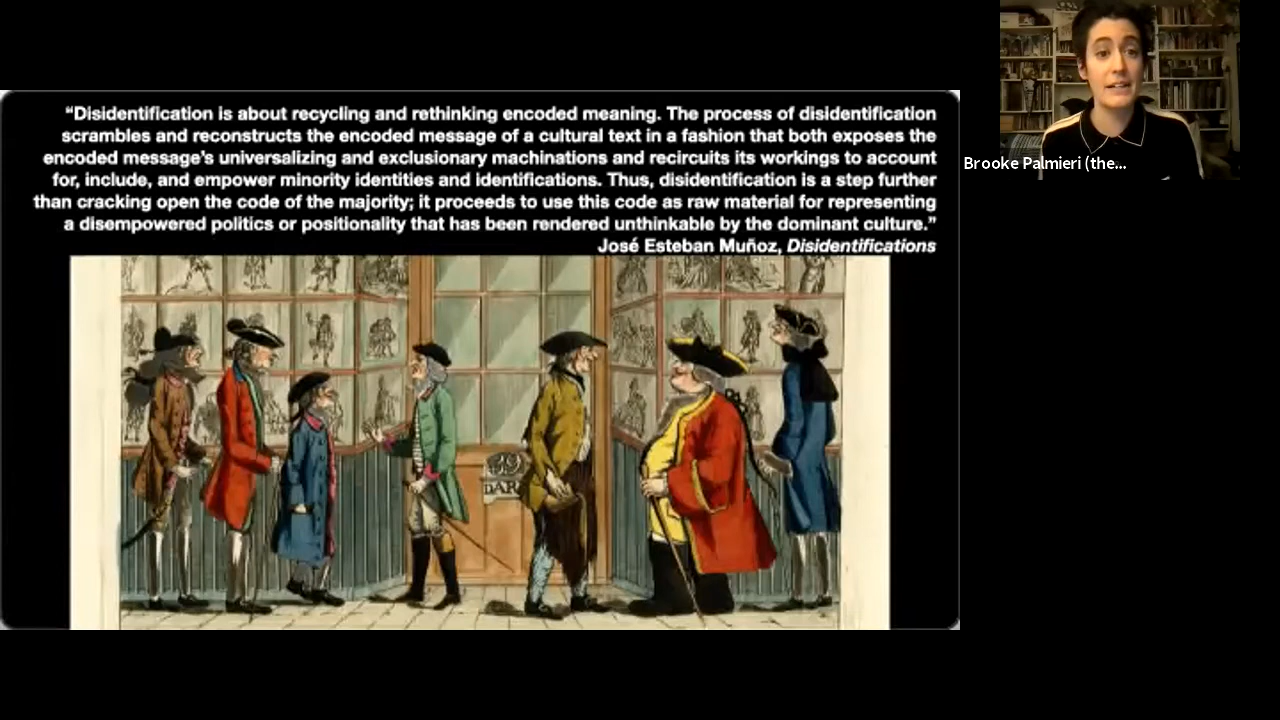 “Disidentification is about recycling and rethinking encoded meaning. The process of disidentification
scrambles and reconstructs the encoded message of a cultural text in a fashion that both exposes the
encoded message’s universalizing and exclusionary machinations and recircuits its workings to account
for, include, and empower minority identities and identifications. Thus, disidentification is a step further
than cracking open the code of the majority; it proceeds to use this code as raw material for representing
a disempowered politics or positionality that has been rendered unthinkable by the dominant culture.”
José Esteban Muñoz, Disidentifications
Brooke Palmieri (the...
39
DAR